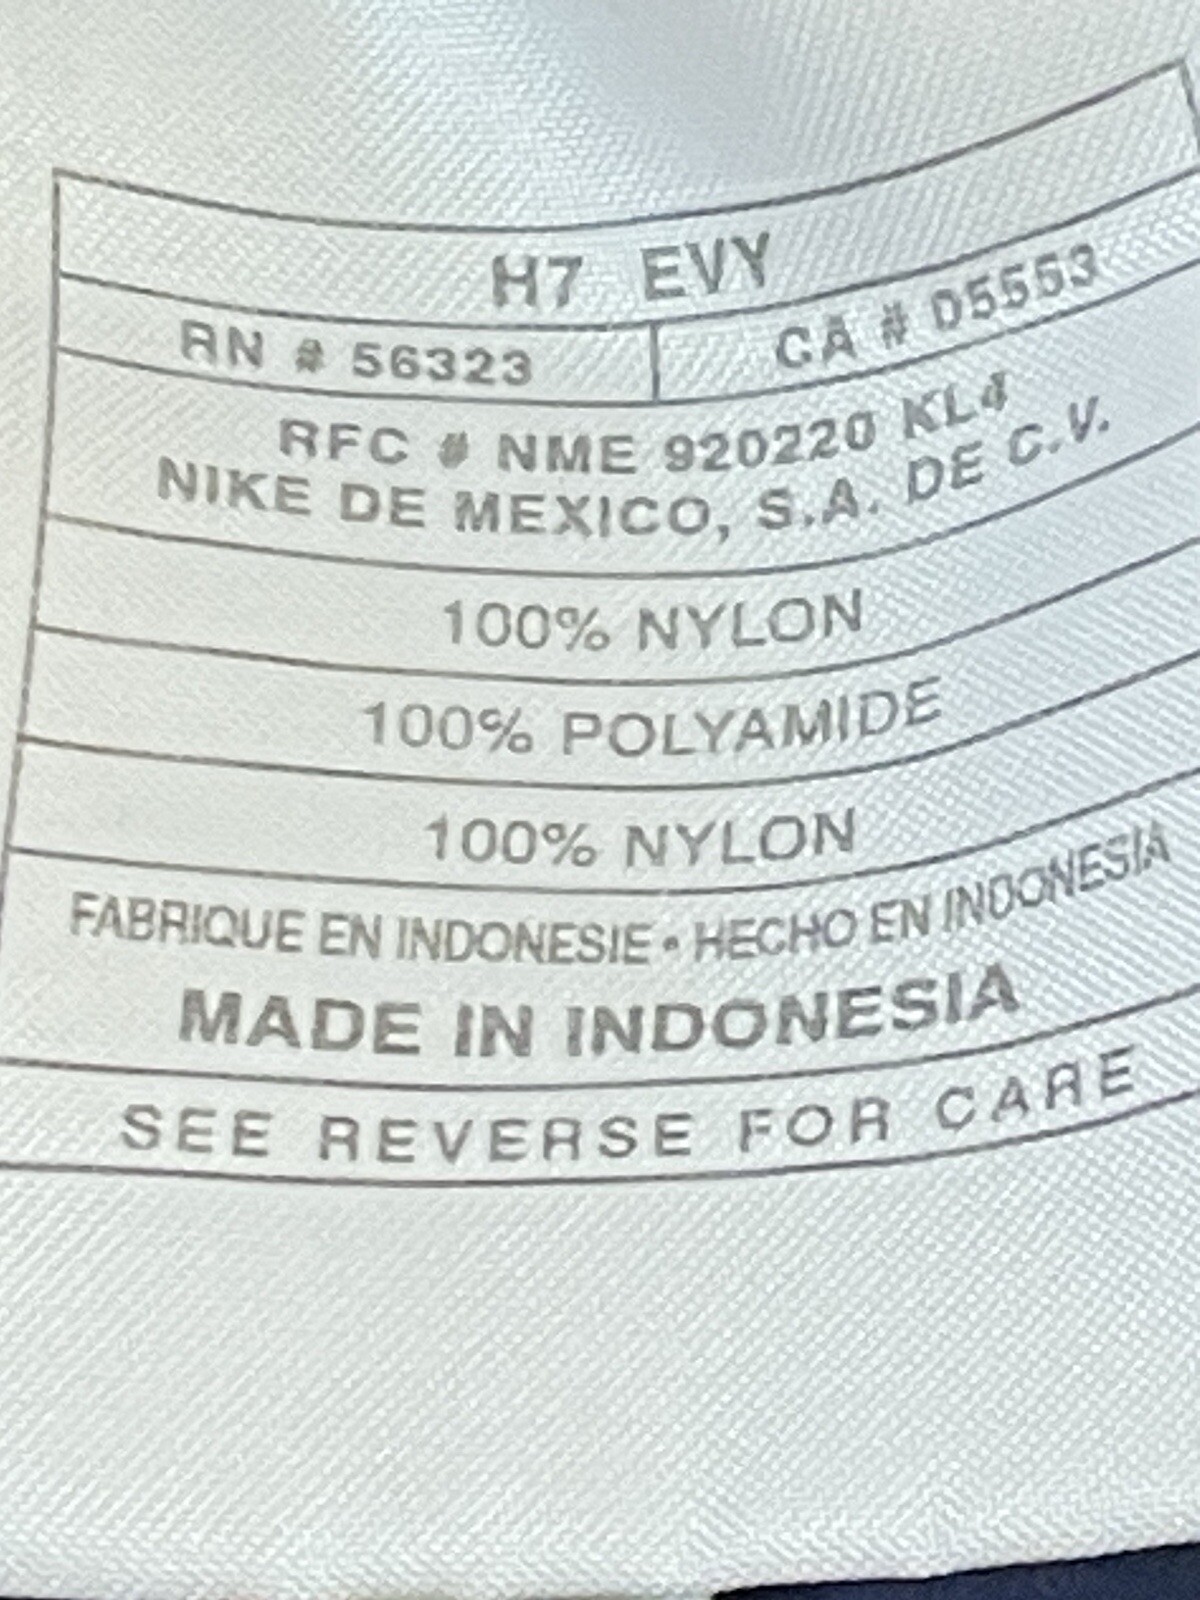 H7 EVY
RN # 56323 CA # 05553
RFC # NME 920220 KL4
NIKE DE MEXICO, S.A. DE C.V.
100% NYLON
100% POLYAMIDE
100% NYLON
FABRIQUE EN INDONESIE • HECHO EN INDONESIA
MADE IN INDONESIA
SEE REVERSE FOR CARE